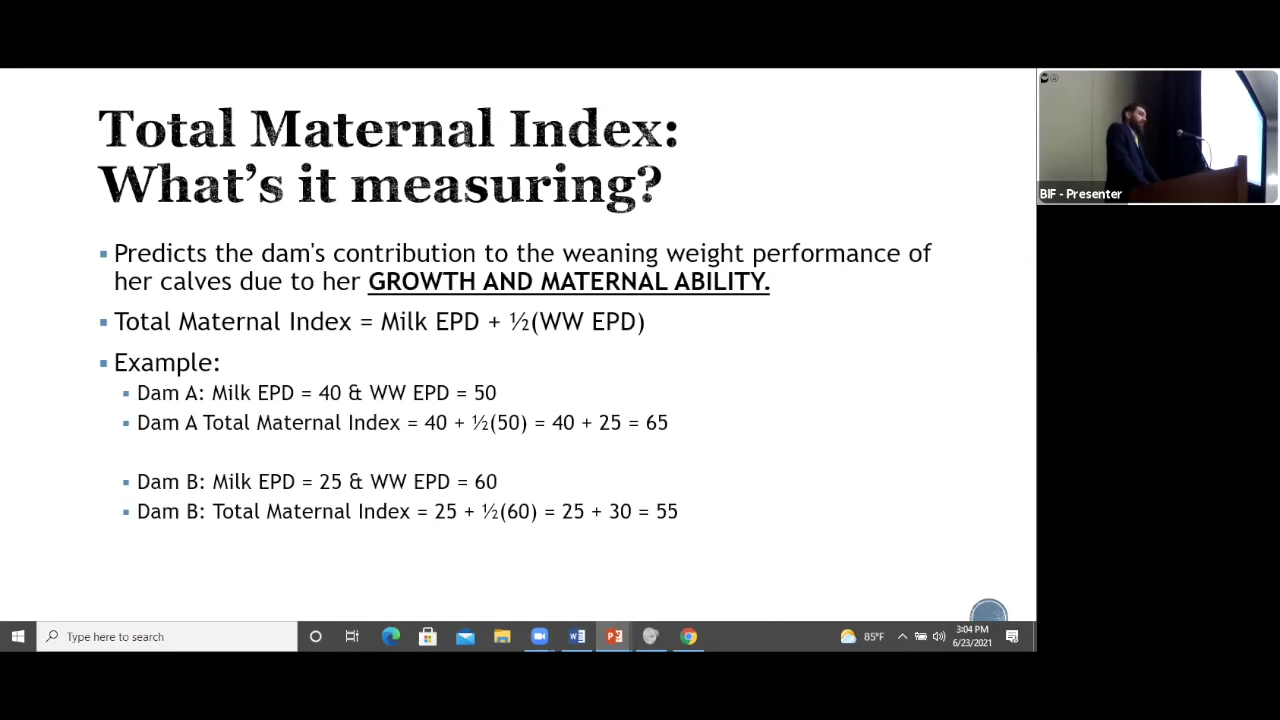 Total Maternal Index:
What's it measuring?
▪ Predicts the dam's contribution to the weaning weight performance of
her calves due to her GROWTH AND MATERNAL ABILITY.
▪ Total Maternal Index = Milk EPD + ½(WW EPD)
▪ Example:
▪ Dam A: Milk EPD = 40 & WW EPD = 50
▪ Dam A Total Maternal Index = 40 + ½(50) = 40 + 25 = 65
▪ Dam B: Milk EPD = 25 & WW EPD = 60
▪ Dam B: Total Maternal Index = 25 + ½(60) = 25 + 30 = 55
BIF - Presenter
Type here to search
85°F
3:04 PM
6/23/2021